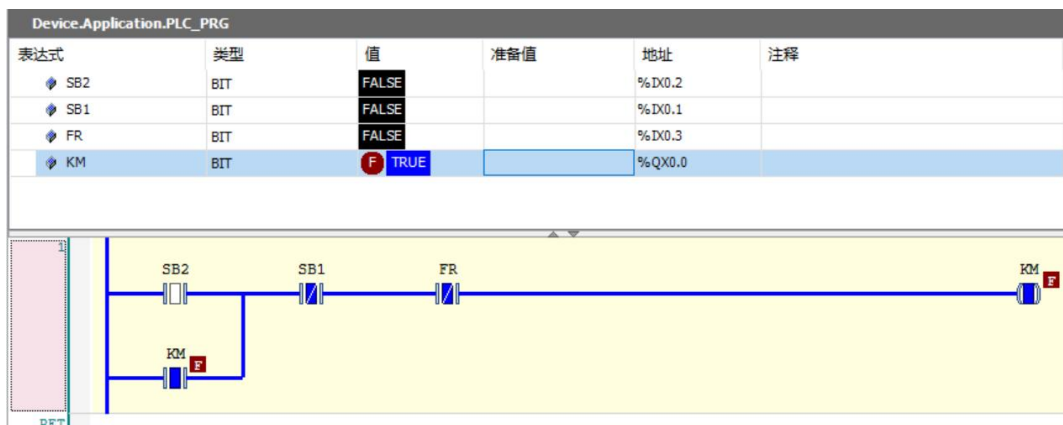 Device.Application.PLC_PRG
表达式 类型 值 准备值 地址 注释
SB2 BIT FALSE %IX0.2
SB1 BIT FALSE %IX0.1
FR BIT FALSE %IX0.3
KM BIT F TRUE %QX0.0
1
SB2 SB1 FR KM F
KM F
RET